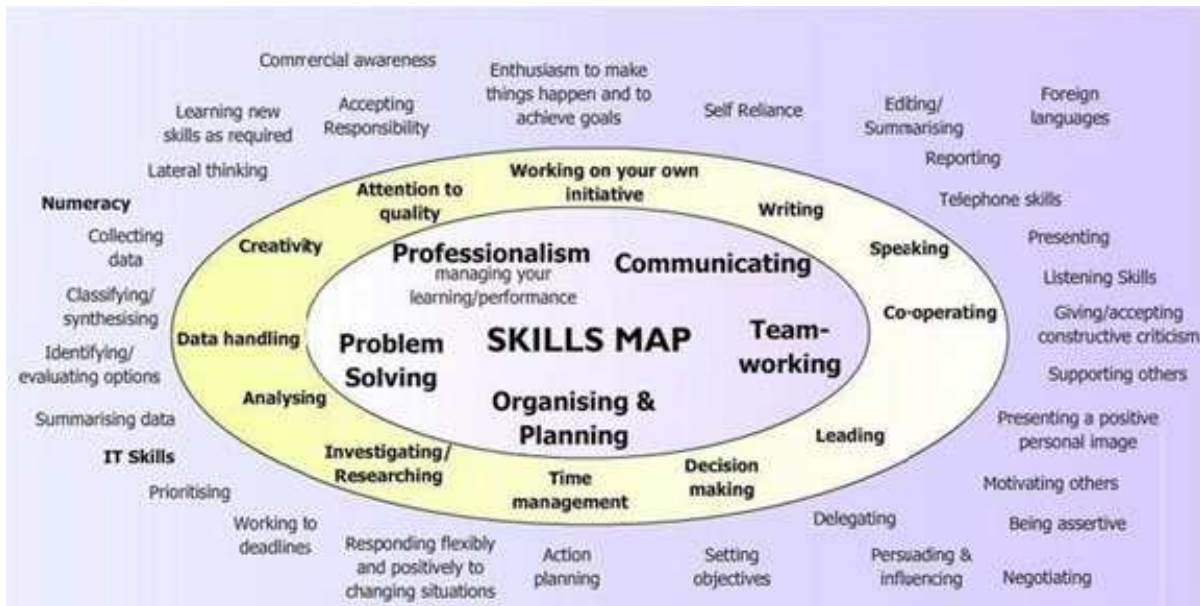 Commercial awareness
Enthusiasm to make
things happen and to
achieve goals
Self Reliance
Editing/
Summarising
Foreign
languages
Learning new
skills as required
Accepting
Responsibility
Reporting
Lateral thinking
Telephone skills
Numeracy
Collecting
data
Presenting
Classifying/
synthesising
Listening Skills
Giving/accepting
constructive criticism
Identifying/
evaluating options
Supporting others
Summarising data
Presenting a positive
personal image
IT Skills
Prioritising
Motivating others
Working to
deadlines
Delegating
Being assertive
Responding flexibly
and positively to
changing situations
Action
planning
Setting
objectives
Persuading &
influencing
Negotiating
Attention to
quality
Working on your own
initiative
Writing
Creativity
Speaking
Data handling
Co-operating
Analysing
Leading
Investigating/
Researching
Time
management
Decision
making
Professionalism
managing your
learning/performance
Communicating
Problem
Solving
SKILLS MAP
Team-
working
Organising &
Planning